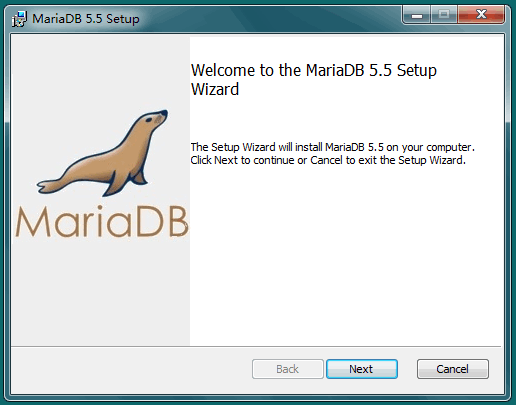 MariaDB 5.5 Setup
Welcome to the MariaDB 5.5 Setup
Wizard
The Setup Wizard will install MariaDB 5.5 on your computer.
Click Next to continue or Cancel to exit the Setup Wizard.
MariaDB
Back
Next
Cancel